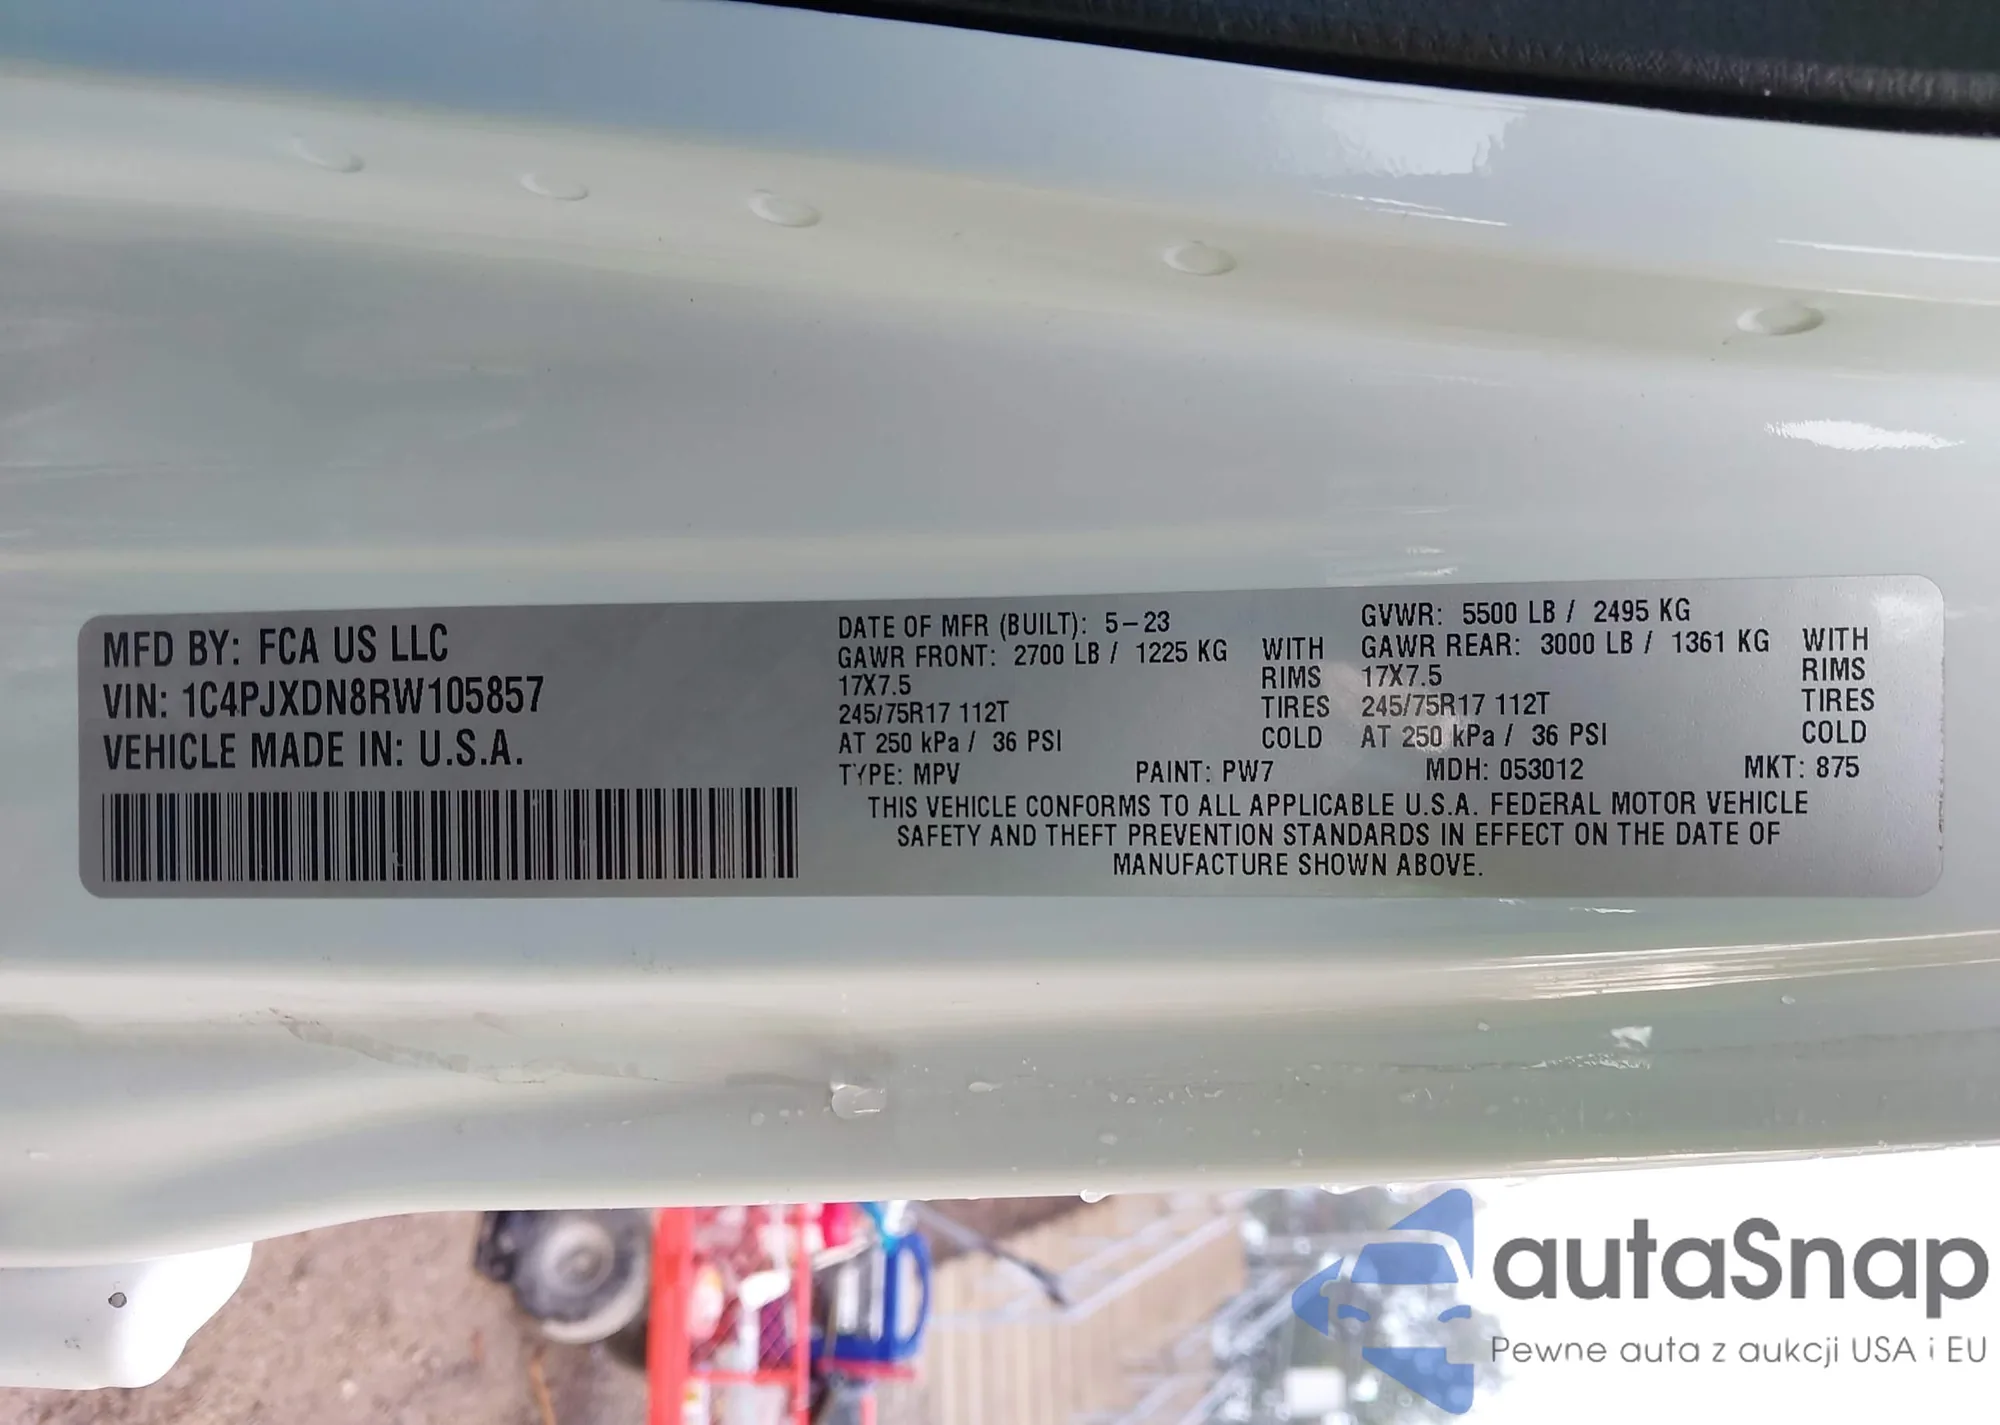 MFD BY: FCA US LLC
VIN: 1C4PJXDN8RW105857
VEHICLE MADE IN: U.S.A.
DATE OF MFR (BUILT): 5-23
GAWR FRONT: 2700 LB / 1225 KG WITH
17X7.5 RIMS
245/75R17 112T TIRES
AT 250 kPa / 36 PSI COLD
GVWR: 5500 LB / 2495 KG
GAWR REAR: 3000 LB / 1361 KG WITH
17X7.5 RIMS
245/75R17 112T TIRES
AT 250 kPa / 36 PSI COLD
TYPE: MPV PAINT: PW7 MDH: 053012 MKT: 875
THIS VEHICLE CONFORMS TO ALL APPLICABLE U.S.A. FEDERAL MOTOR VEHICLE
SAFETY AND THEFT PREVENTION STANDARDS IN EFFECT ON THE DATE OF
MANUFACTURE SHOWN ABOVE.
autaSnap
Pewne auta z aukcji USA i EU